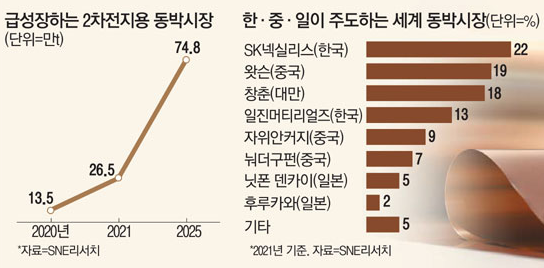 급성장하는 2차전지용 동박시장
(단위=만t)
74.8
26.5
13.5
2020년 2021 2025
*자료=SNE리서치
한·중·일이 주도하는 세계 동박시장(단위=%)
SK넥실리스(한국) 22
왓슨(중국) 19
창춘(대만) 18
일진머티리얼즈(한국) 13
자위안커지(중국) 9
눠더구펀(중국) 7
닛폰 덴카이(일본) 5
후루카와(일본) 2
기타 5
*2021년 기준, 자료=SNE리서치